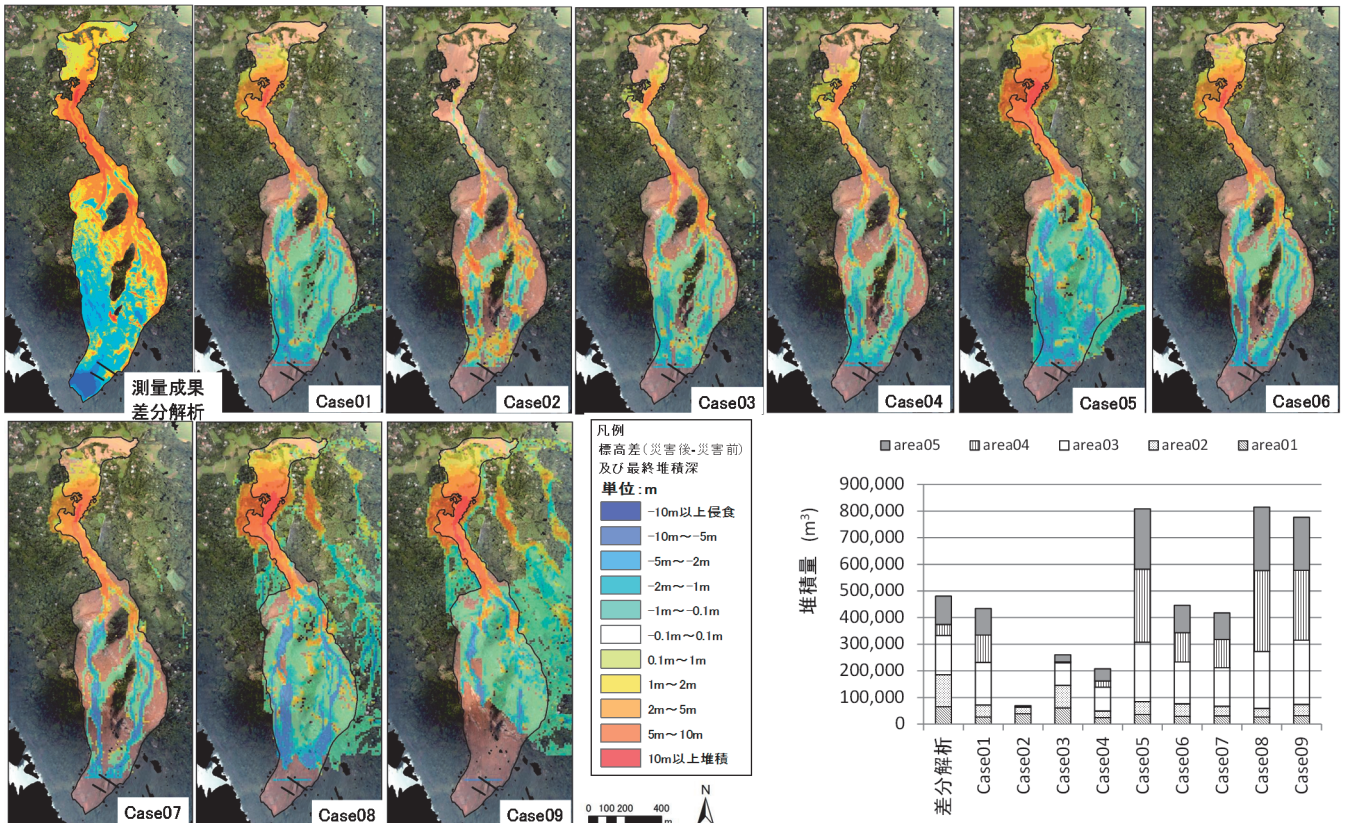 測量成果
差分解析
Case01
Case02
Case03
Case04
Case05
Case06
Case07
Case08
Case09
凡例
標高差(災害後-災害前)
及び最終堆積深
単位:m
-10m以上侵食
-10m～-5m
-5m～-2m
-2m～-1m
-1m～-0.1m
-0.1m～0.1m
0.1m～1m
1m～2m
2m～5m
5m～10m
10m以上堆積
0 100 200 400
m
N
area05 area04 area03 area02 area01
堆積量 (m³)
900,000
800,000
700,000
600,000
500,000
400,000
300,000
200,000
100,000
0
差分解析
Case01
Case02
Case03
Case04
Case05
Case06
Case07
Case08
Case09